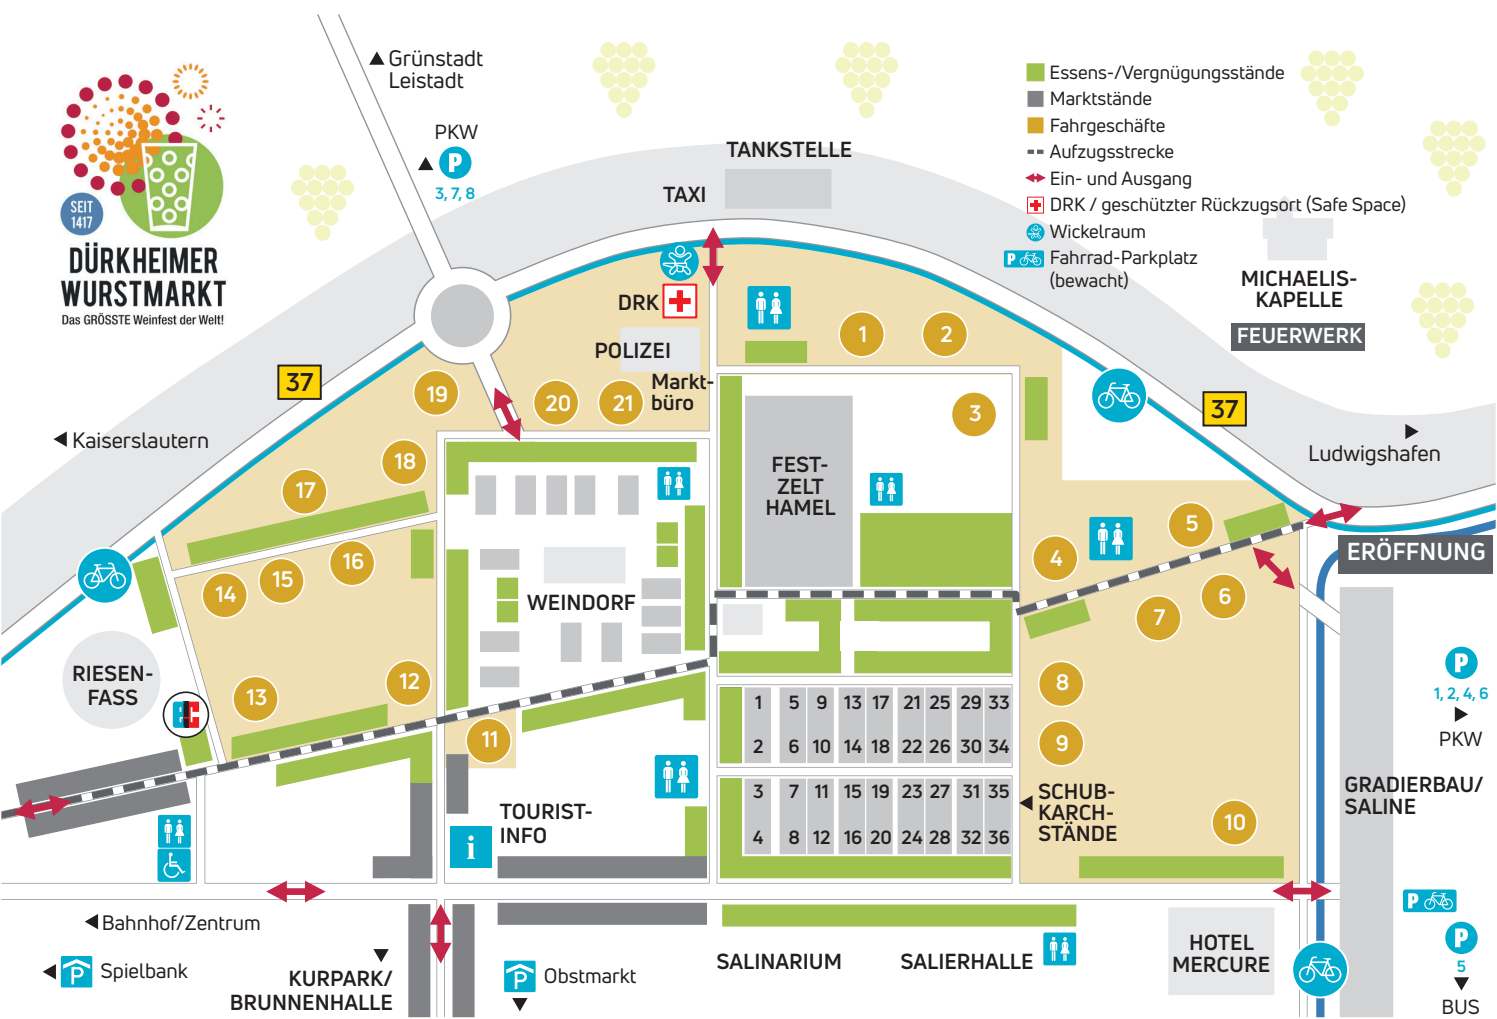 Grünstadt
Leistadt
PKW
P
3, 7, 8
SEIT
1417
DÜRKHEIMER
WURSTMARKT
Das GRÖSSTE Weinfest der Welt!
TANKSTELLE
TAXI
Essens-/Vergnügungsstände
Marktstände
Fahrgeschäfte
Aufzugsstrecke
Ein- und Ausgang
DRK / geschützter Rückzugsort (Safe Space)
Wickelraum
P
Fahrrad-Parkplatz
(bewacht)
MICHAELIS-
KAPELLE
FEUERWERK
DRK
POLIZEI
Markt-
büro
37
37
Kaiserslautern
Ludwigshafen
1
2
3
4
5
6
7
8
9
10
11
12
13
14
15
16
17
18
19
20
21
FEST-
ZELT
HAMEL
WEINDORF
ERÖFFNUNG
RIESEN-
FASS
1 5 9 13 17 21 25 29 33
2 6 10 14 18 22 26 30 34
3 7 11 15 19 23 27 31 35
4 8 12 16 20 24 28 32 36
SCHUB-
KARCH-
STÄNDE
TOURIST-
INFO
i
P
1, 2, 4, 6
PKW
GRADIERBAU/
SALINE
Bahnhof/Zentrum
P
Spielbank
KURPARK/
BRUNNENHALLE
P
Obstmarkt
SALINARIUM
SALIERHALLE
HOTEL
MERCURE
P
P
5
BUS